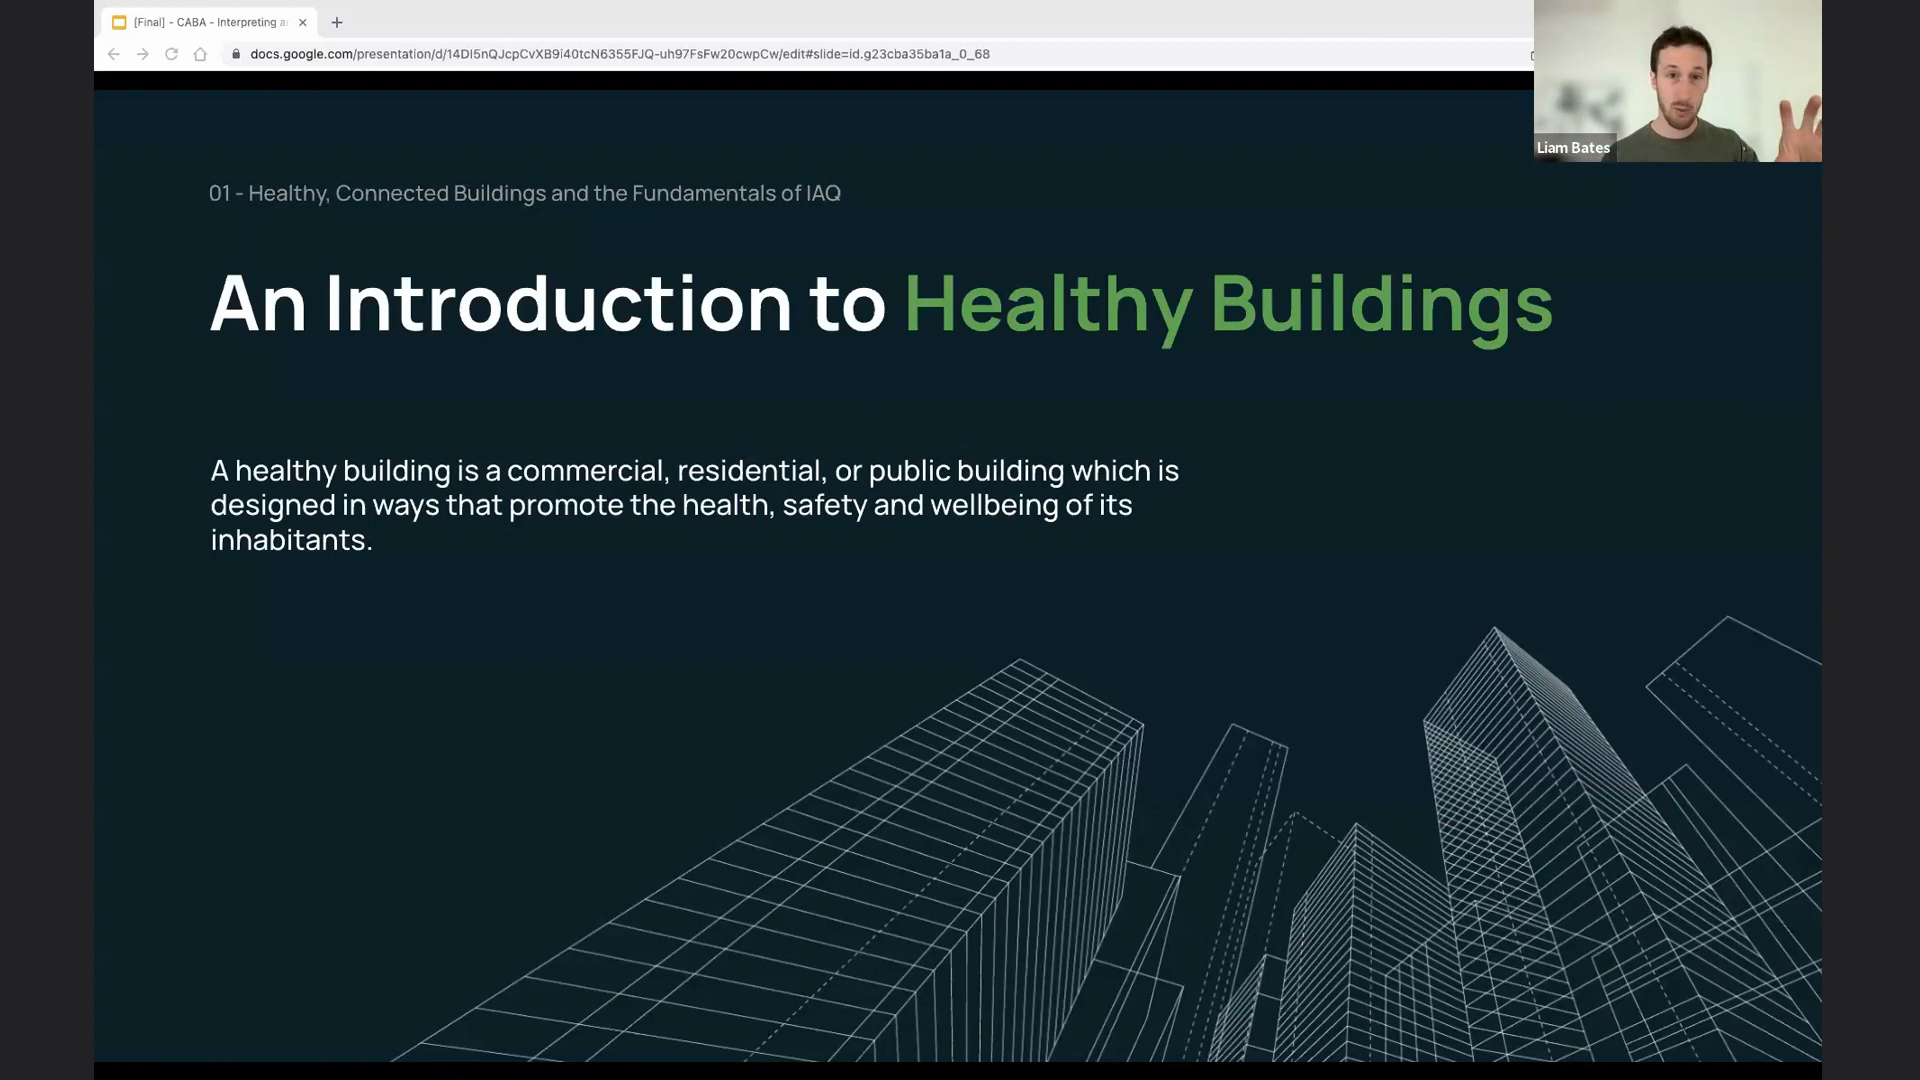 [Final] - CABA - Interpreting a
docs.google.com/presentation/d/14DI5nQJcpCvXB9i40tcN6355FJQ-uh97FsFw20cwpCw/edit#slide=id.g23cba35ba1a_0_68
Liam Bates
01 - Healthy, Connected Buildings and the Fundamentals of IAQ
An Introduction to Healthy Buildings
A healthy building is a commercial, residential, or public building which is
designed in ways that promote the health, safety and wellbeing of its
inhabitants.